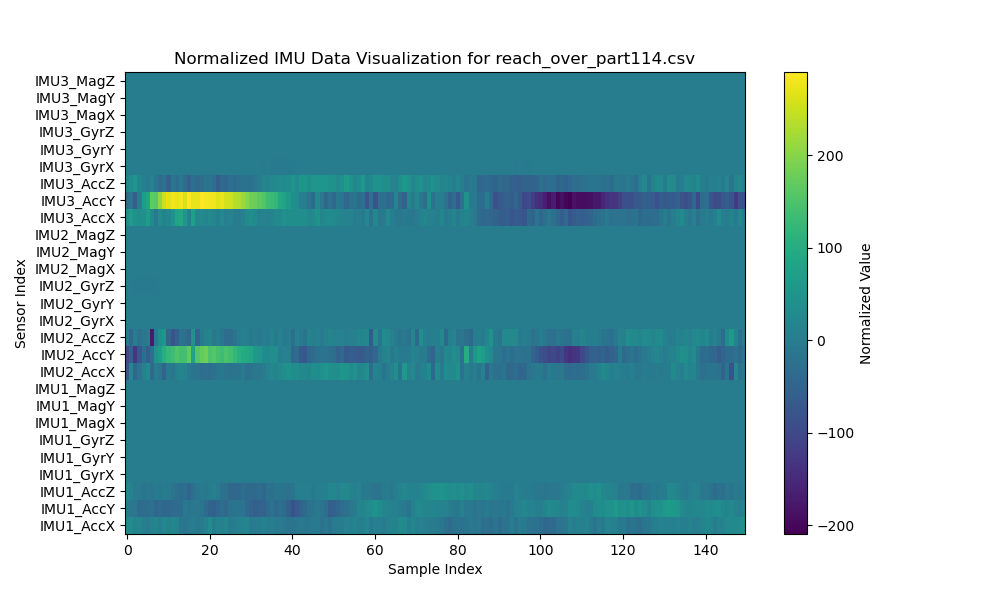 Normalized IMU Data Visualization for reach_over_part114.csv
IMU3_MagZ
IMU3_MagY
IMU3_MagX
IMU3_GyrZ
IMU3_GyrY
IMU3_GyrX
IMU3_AccZ
IMU3_AccY
IMU3_AccX
IMU2_MagZ
IMU2_MagY
IMU2_MagX
IMU2_GyrZ
IMU2_GyrY
IMU2_GyrX
IMU2_AccZ
IMU2_AccY
IMU2_AccX
IMU1_MagZ
IMU1_MagY
IMU1_MagX
IMU1_GyrZ
IMU1_GyrY
IMU1_GyrX
IMU1_AccZ
IMU1_AccY
IMU1_AccX
Sensor Index
0 20 40 60 80 100 120 140
Sample Index
200
100
0
−100
−200
Normalized Value